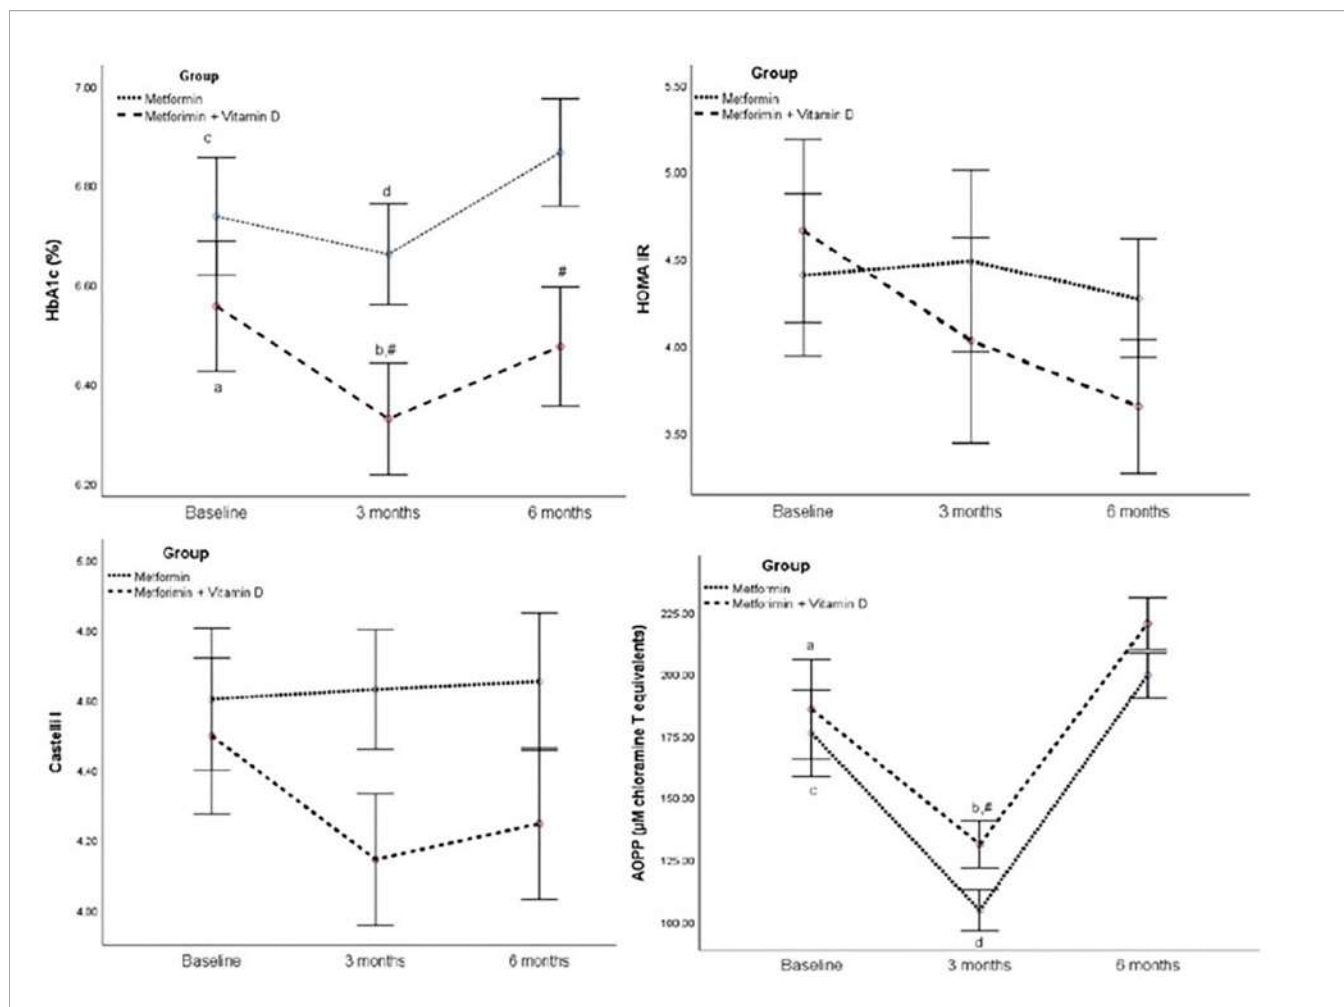 Group
Metformin
Metforimin + Vitamin D
7.00
6.80
6.60
6.40
6.20
HbA1c (%)
c
d
#
b,#
a
Baseline
3 months
6 months
Group
Metformin
Metforimin + Vitamin D
5.50
5.00
4.50
4.00
3.50
HOMA IR
Baseline
3 months
6 months
Group
Metformin
Metforimin + Vitamin D
5.00
4.80
4.60
4.40
4.20
4.00
Castelli I
Baseline
3 months
6 months
Group
Metformin
Metforimin + Vitamin D
225.00
200.00
175.00
150.00
125.00
100.00
AOPP (µM chloramine T equivalents)
a
c
b,#
d
Baseline
3 months
6 months